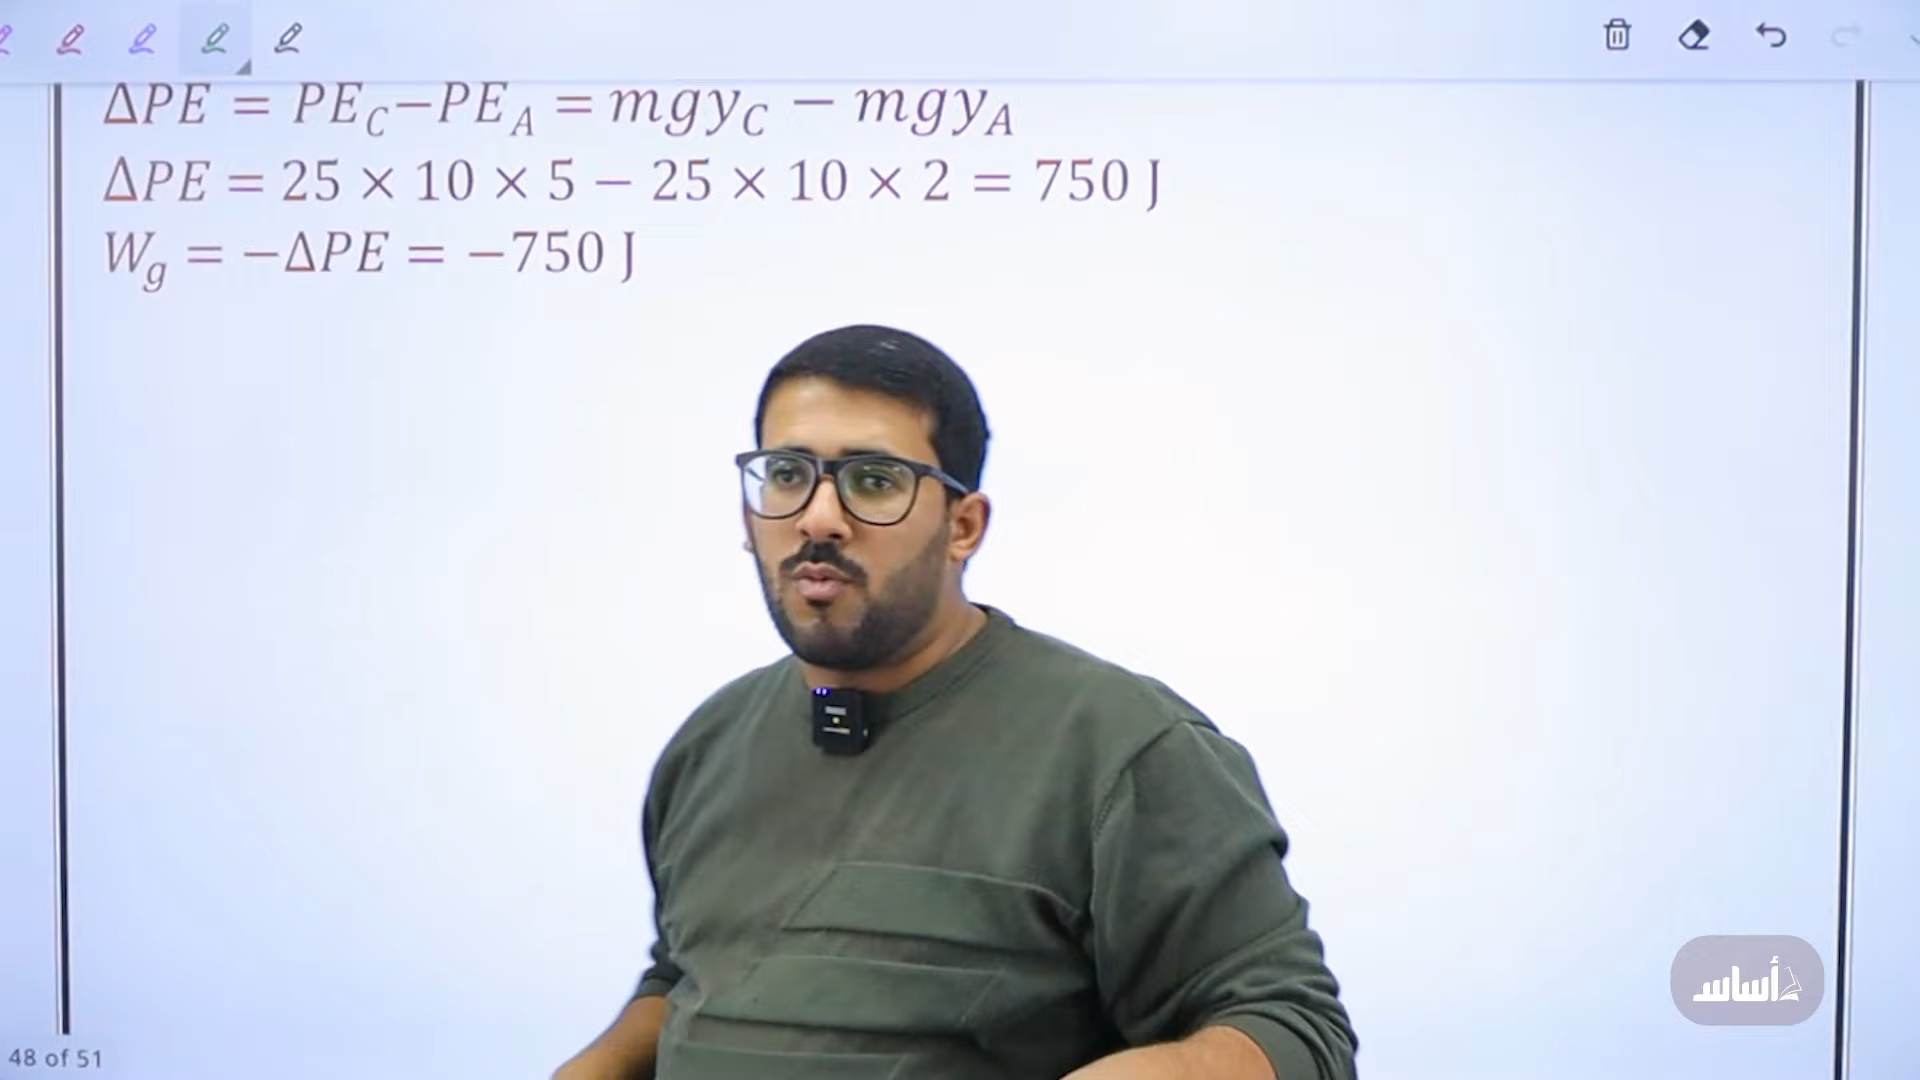 ΔPE = PE_C−PE_A = mgy_C − mgy_A
ΔPE = 25 × 10 × 5 − 25 × 10 × 2 = 750 J
W_g = −ΔPE = −750 J
أساس
48 of 51